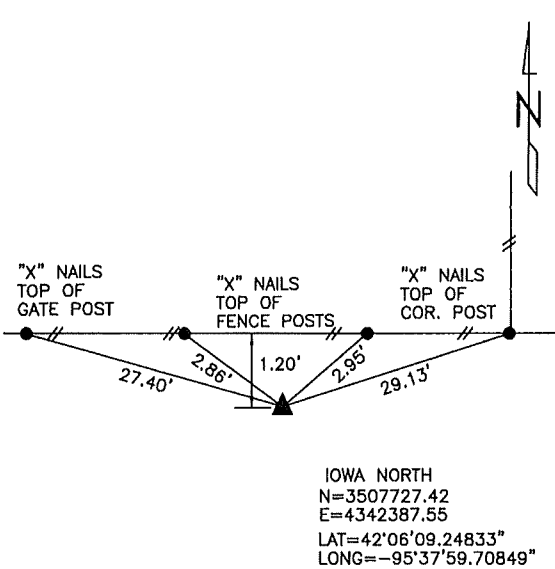 N
"X" NAILS
TOP OF
GATE POST
"X" NAILS
TOP OF
FENCE POSTS
"X" NAILS
TOP OF
COR. POST
27.40'
2.86'
1.20'
2.95'
29.13'
IOWA NORTH
N=3507727.42
E=4342387.55
LAT=42°06'09.24833"
LONG=-95°37'59.70849"